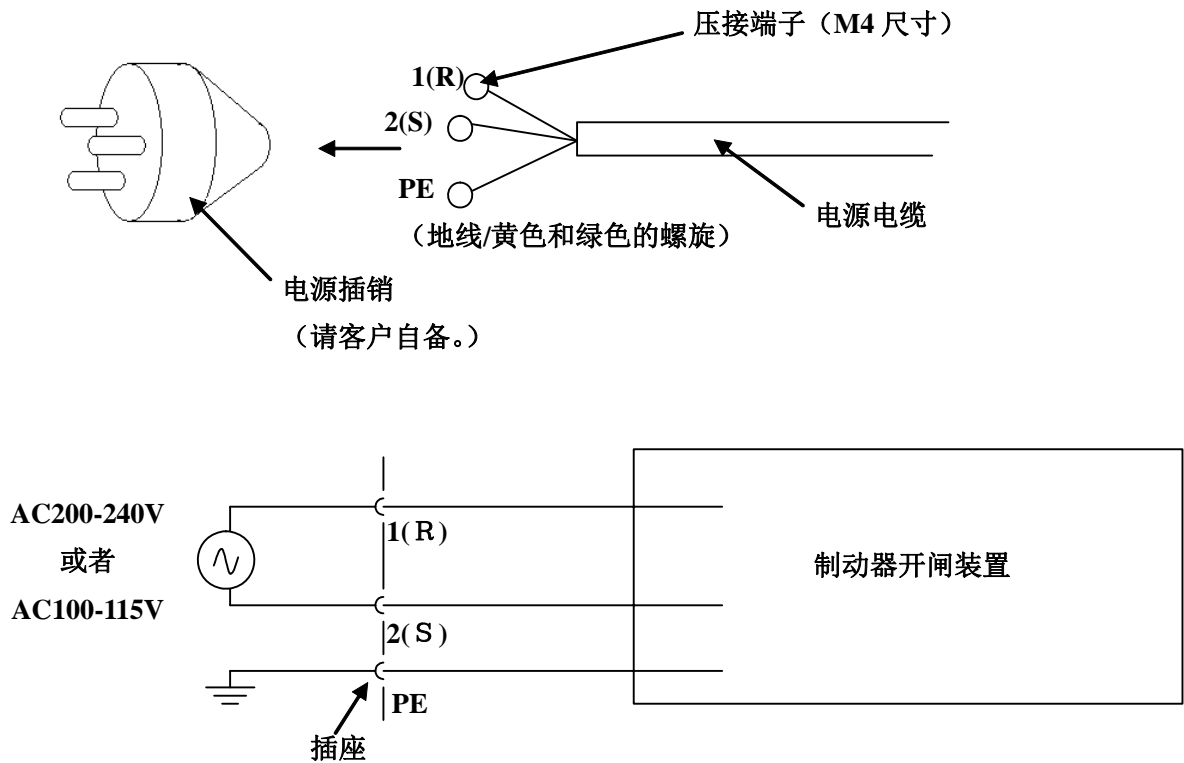 压接端子（M4 尺寸）
1(R)
2(S)
PE
（地线/黄色和绿色的螺旋）
电源电缆
电源插销
（请客户自备。）
AC200-240V
或者
AC100-115V
1(R)
2(S)
PE
插座
制动器开闸装置